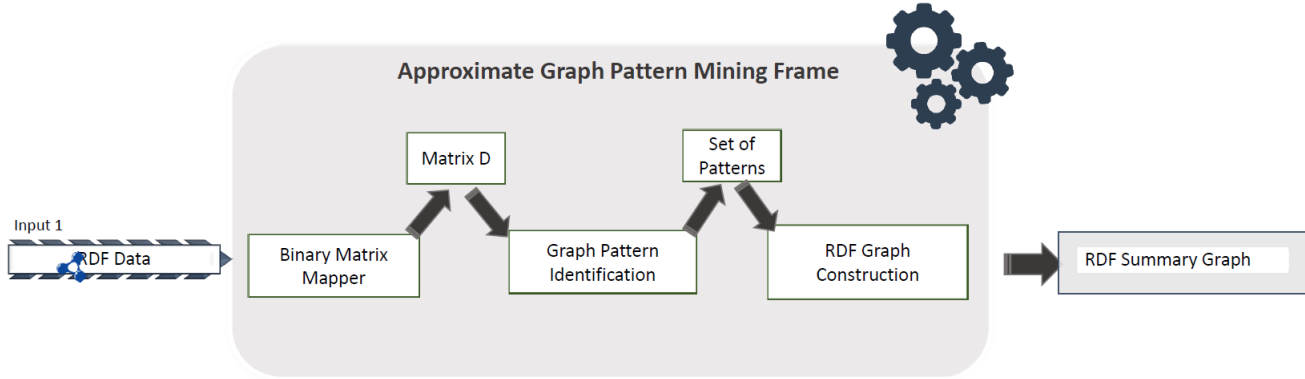 Approximate Graph Pattern Mining Frame
Matrix D
Set of
Patterns
Input 1
RDF Data
Binary Matrix
Mapper
Graph Pattern
Identification
RDF Graph
Construction
RDF Summary Graph